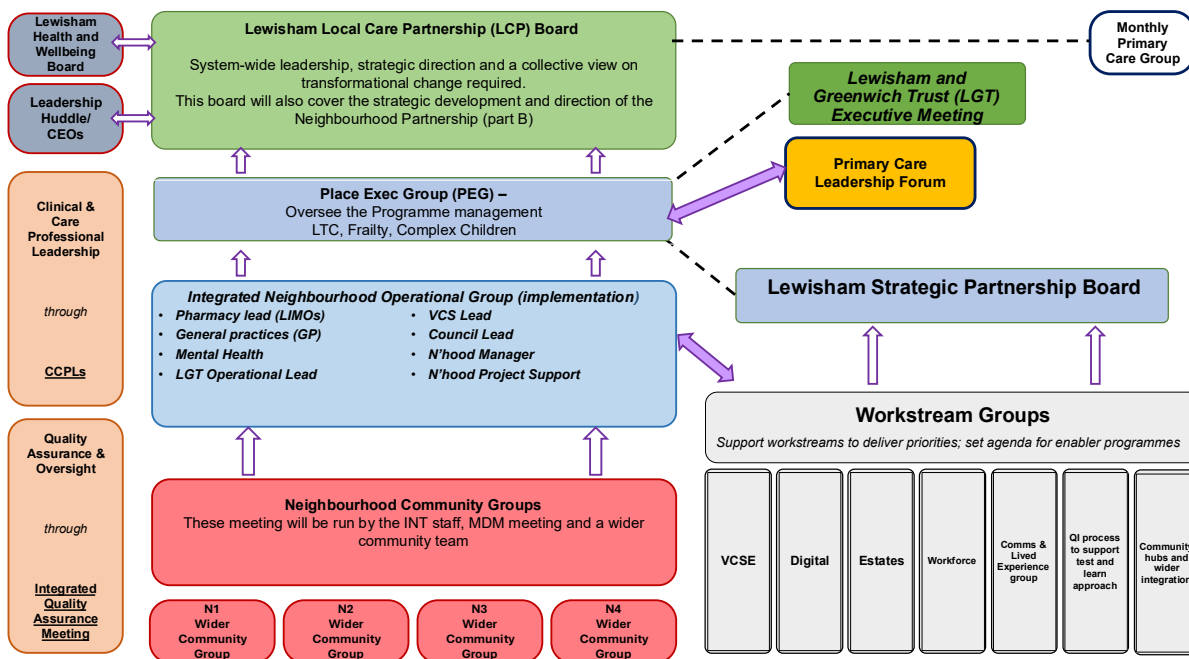 Lewisham
Health and
Wellbeing
Board
Leadership
Huddle/
CEOs
Lewisham Local Care Partnership (LCP) Board
System-wide leadership, strategic direction and a collective view on
transformational change required.
This board will also cover the strategic development and direction of the
Neighbourhood Partnership (part B)
Monthly
Primary
Care Group
Lewisham and
Greenwich Trust (LGT)
Executive Meeting
Primary Care
Leadership Forum
Place Exec Group (PEG) –
Oversee the Programme management
LTC, Frailty, Complex Children
Clinical &
Care
Professional
Leadership
through
CCPLs
Integrated Neighbourhood Operational Group (implementation)
• Pharmacy lead (LIMOs)
• General practices (GP)
• Mental Health
• LGT Operational Lead
• VCS Lead
• Council Lead
• N'hood Manager
• N'hood Project Support
Lewisham Strategic Partnership Board
Quality
Assurance &
Oversight
through
Integrated
Quality
Assurance
Meeting
Neighbourhood Community Groups
These meeting will be run by the INT staff, MDM meeting and a wider
community team
N1
Wider
Community
Group
N2
Wider
Community
Group
N3
Wider
Community
Group
N4
Wider
Community
Group
Workstream Groups
Support workstreams to deliver priorities; set agenda for enabler programmes
VCSE
Digital
Estates
Workforce
Comms &
Lived
Experience
group
QI process
to support
test and
learn
approach
Community
hubs and
wider
integration